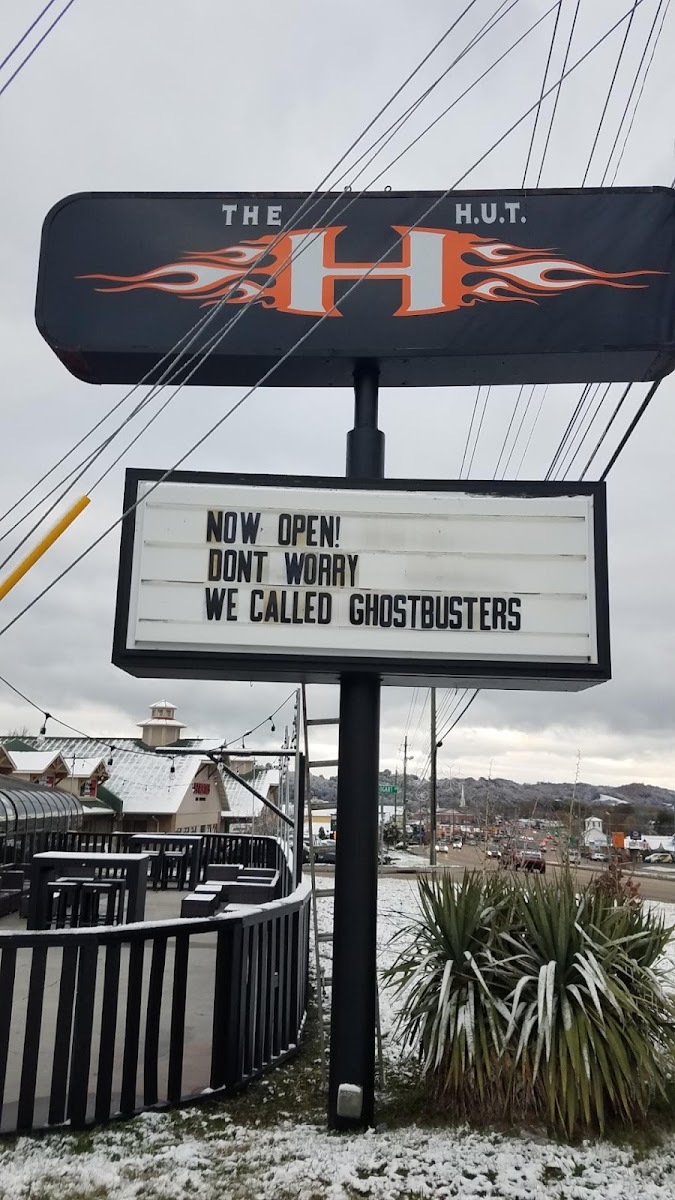 THE H.U.T.
H
NOW OPEN!
DONT WORRY
WE CALLED GHOSTBUSTERS